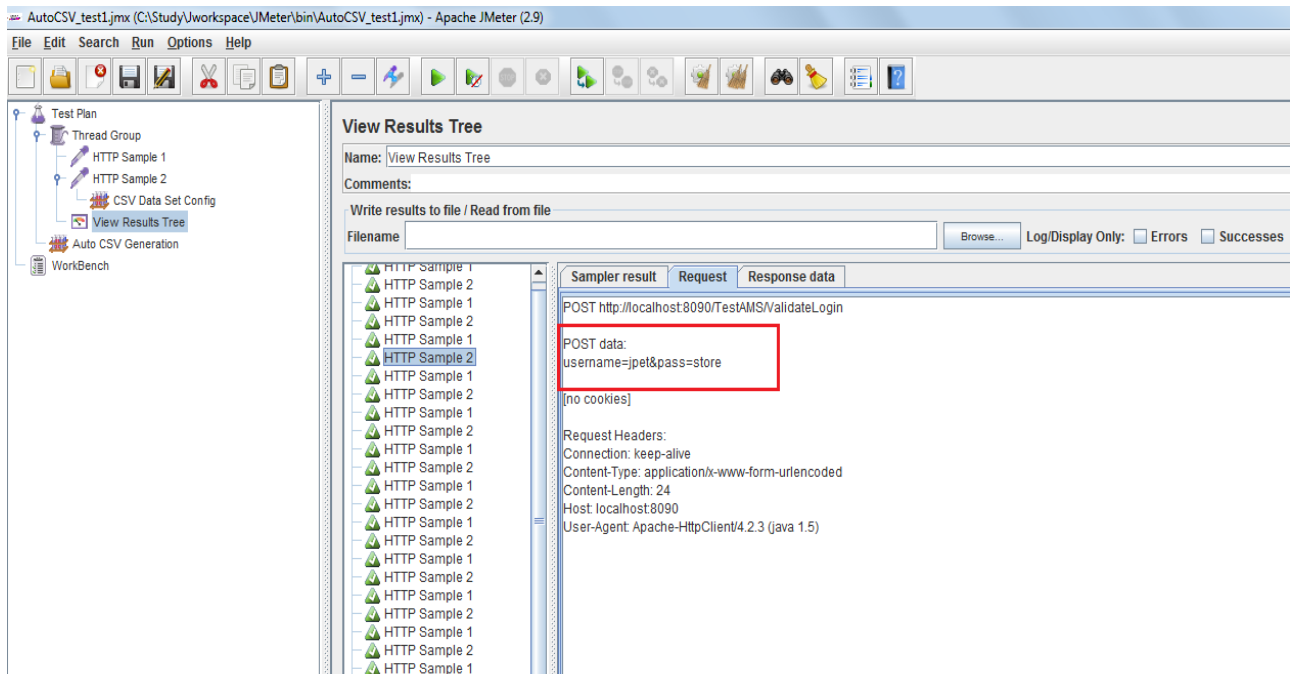 AutoCSV_test1.jmx (C:\Study\Jworkspace\JMeter\bin\AutoCSV_test1.jmx) - Apache JMeter (2.9)
File Edit Search Run Options Help
Test Plan
Thread Group
HTTP Sample 1
HTTP Sample 2
CSV Data Set Config
View Results Tree
Auto CSV Generation
WorkBench
View Results Tree
Name: View Results Tree
Comments:
Write results to file / Read from file
Filename Browse... Log/Display Only: Errors Successes
HTTP Sample 1
HTTP Sample 2
HTTP Sample 1
HTTP Sample 2
HTTP Sample 1
HTTP Sample 2
HTTP Sample 1
HTTP Sample 2
HTTP Sample 1
HTTP Sample 2
HTTP Sample 1
HTTP Sample 2
HTTP Sample 1
HTTP Sample 2
HTTP Sample 1
HTTP Sample 2
HTTP Sample 1
HTTP Sample 2
HTTP Sample 1
HTTP Sample 2
HTTP Sample 1
HTTP Sample 2
HTTP Sample 1
Sampler result Request Response data
POST http://localhost:8090/TestAMS/ValidateLogin
POST data:
username=jpet&pass=store
[no cookies]
Request Headers:
Connection: keep-alive
Content-Type: application/x-www-form-urlencoded
Content-Length: 24
Host: localhost:8090
User-Agent: Apache-HttpClient/4.2.3 (java 1.5)